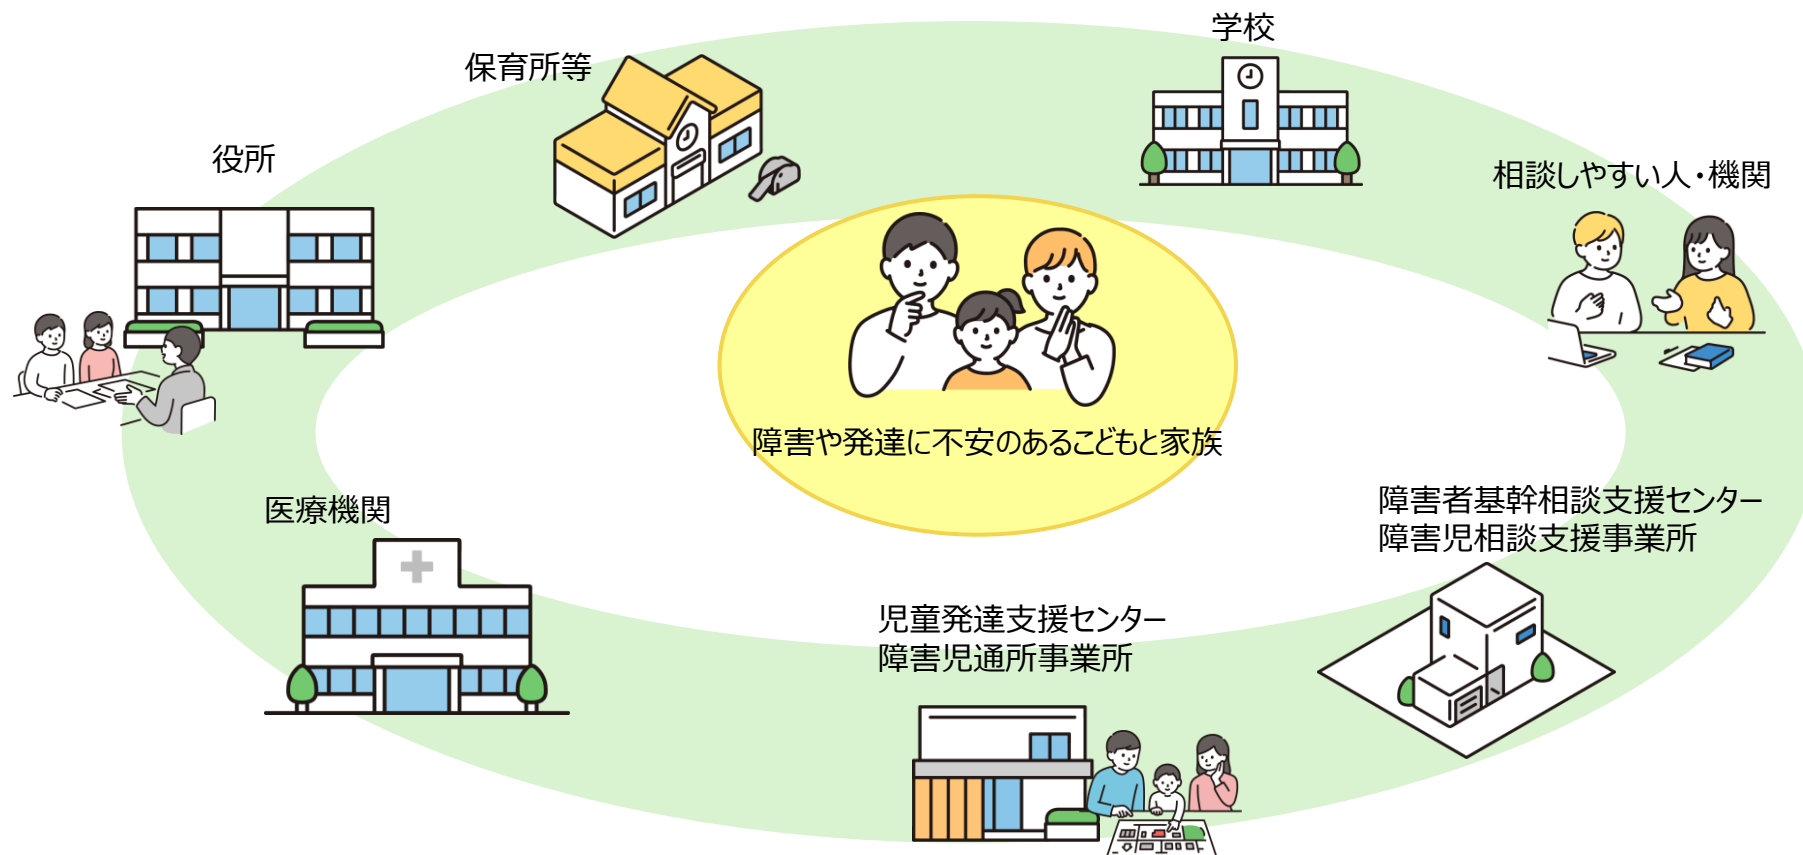 学校
保育所等
役所
相談しやすい人・機関
障害や発達に不安のあるこどもと家族
医療機関
障害者基幹相談支援センター
障害児相談支援事業所
児童発達支援センター
障害児通所事業所